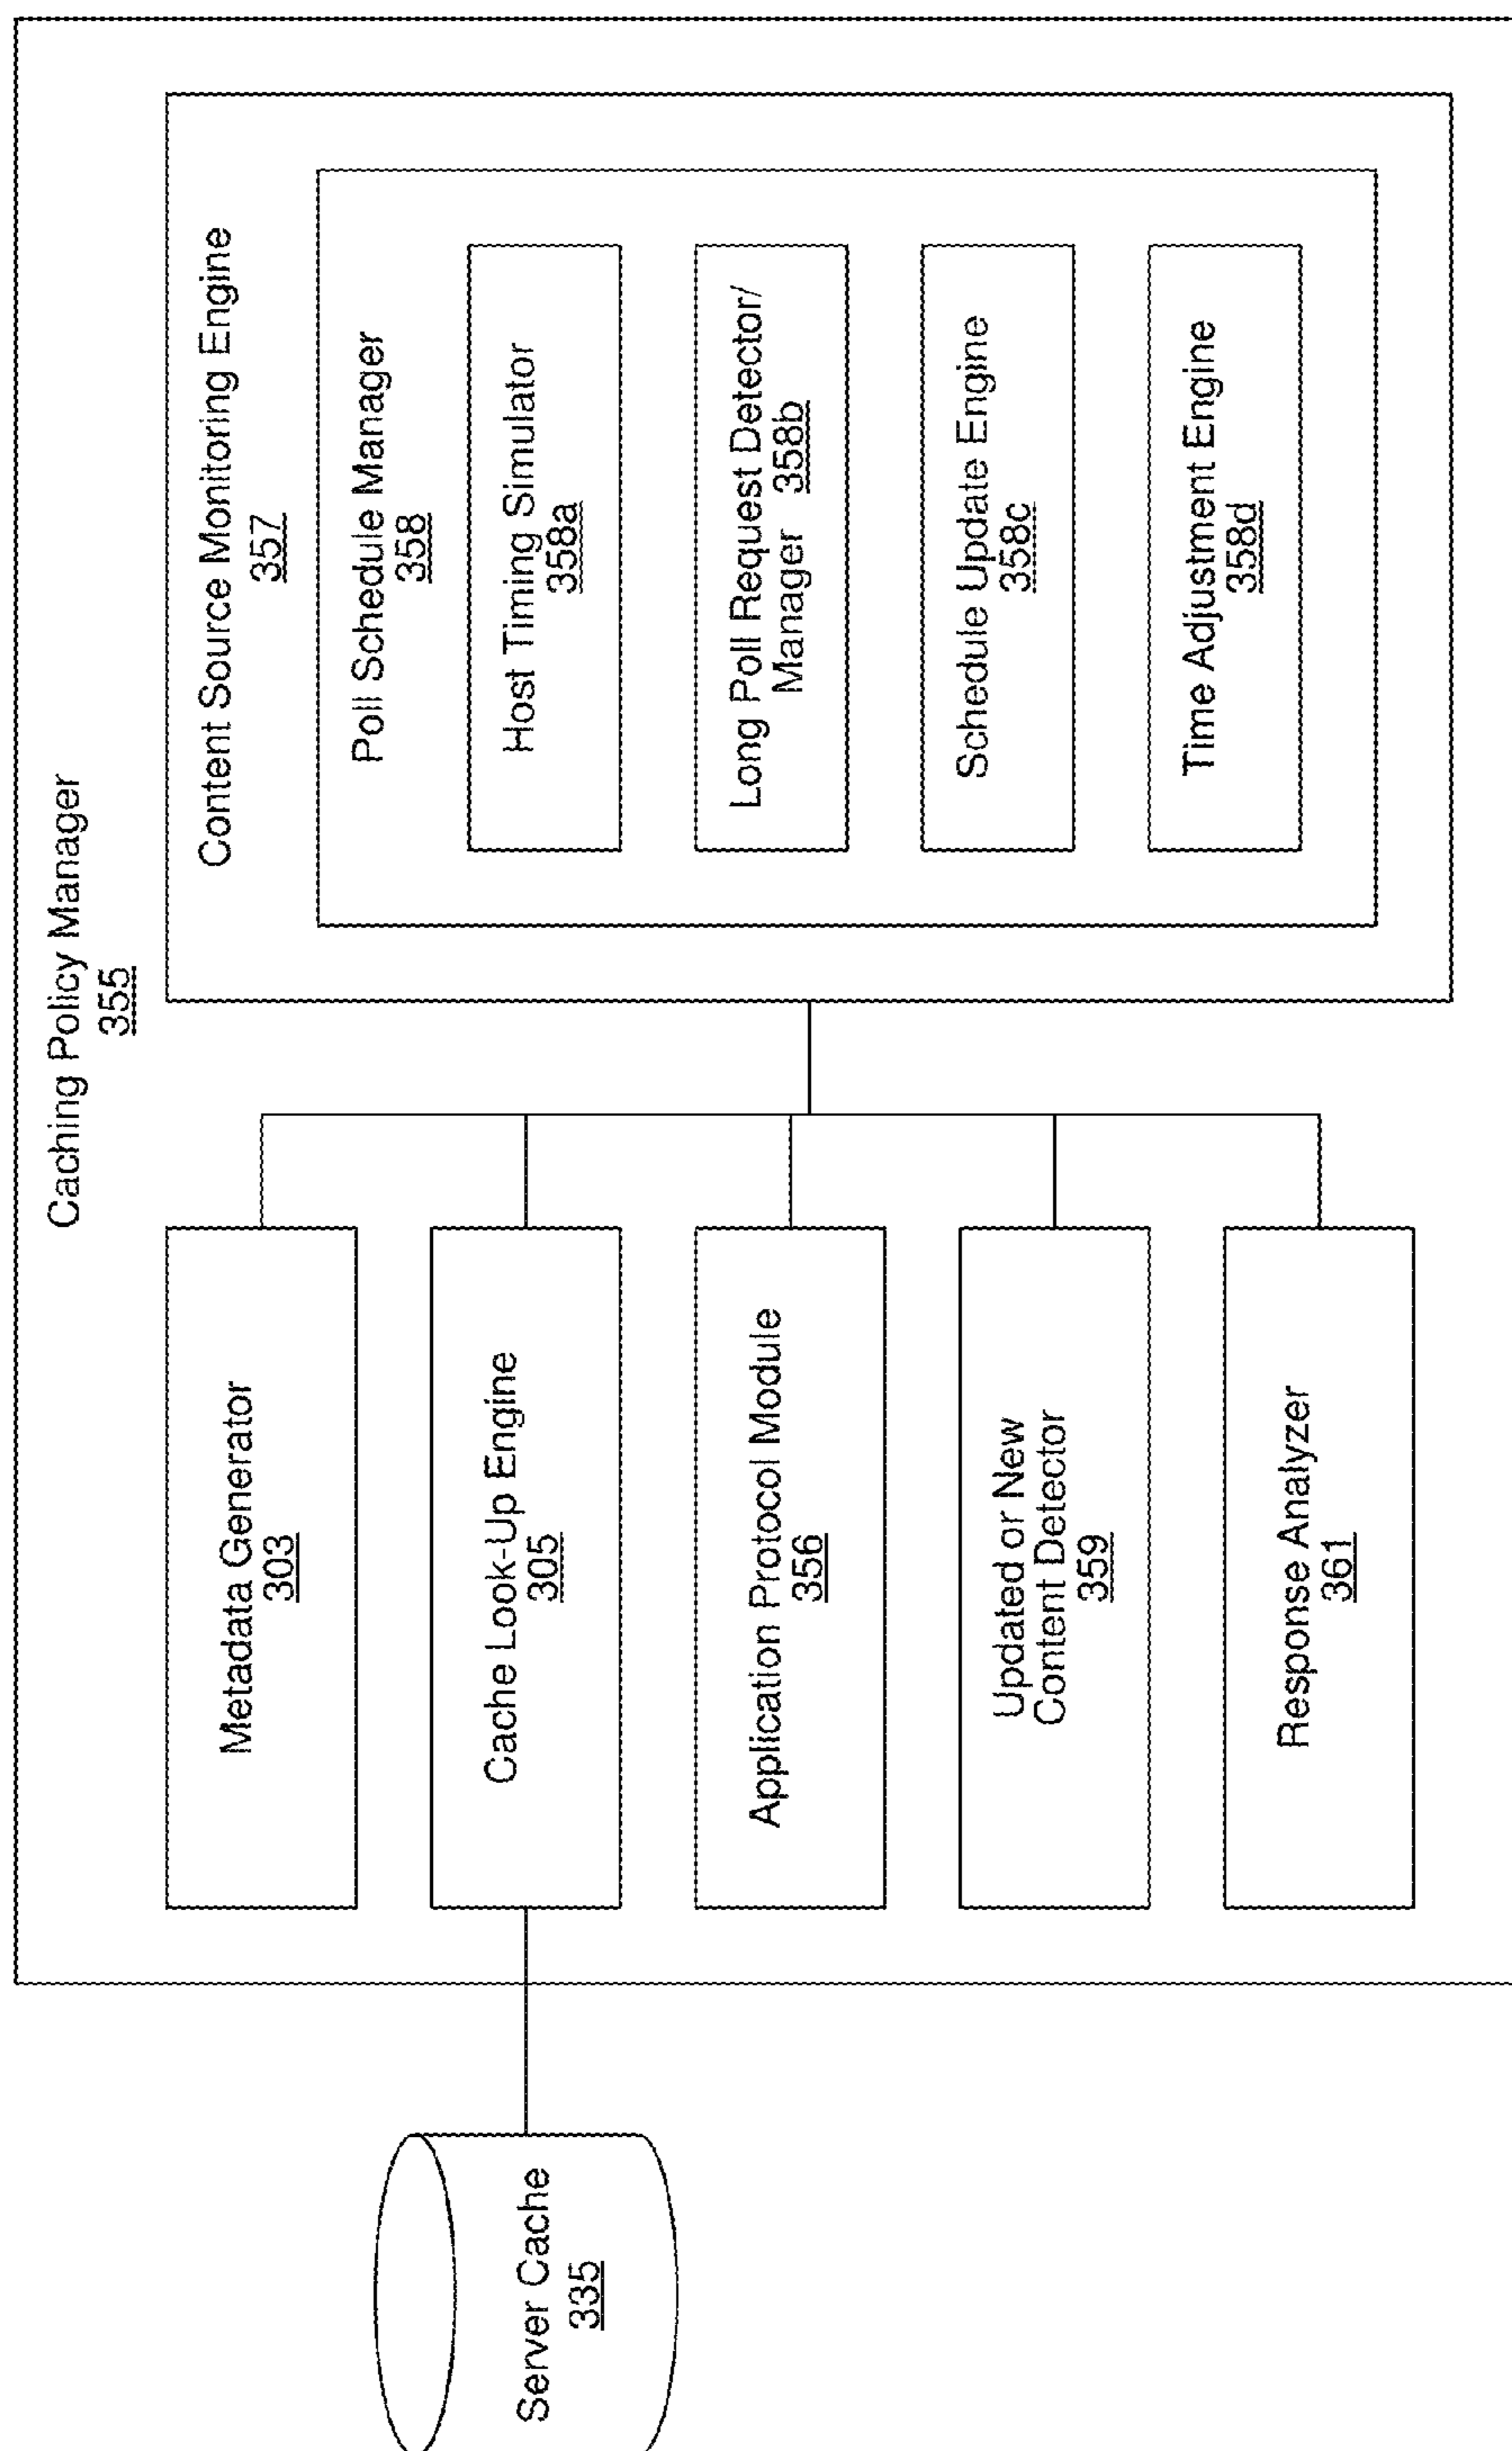 Caching Policy Manager
355
Server Cache
335
Metadata Generator
303
Cache Look-Up Engine
305
Application Protocol Module
356
Updated or New
Content Detector
359
Response Analyzer
361
Content Source Monitoring Engine
357
Poll Schedule Manager
358
Host Timing Simulator
358a
Long Poll Request Detector/
Manager 358b
Schedule Update Engine
358c
Time Adjustment Engine
358d